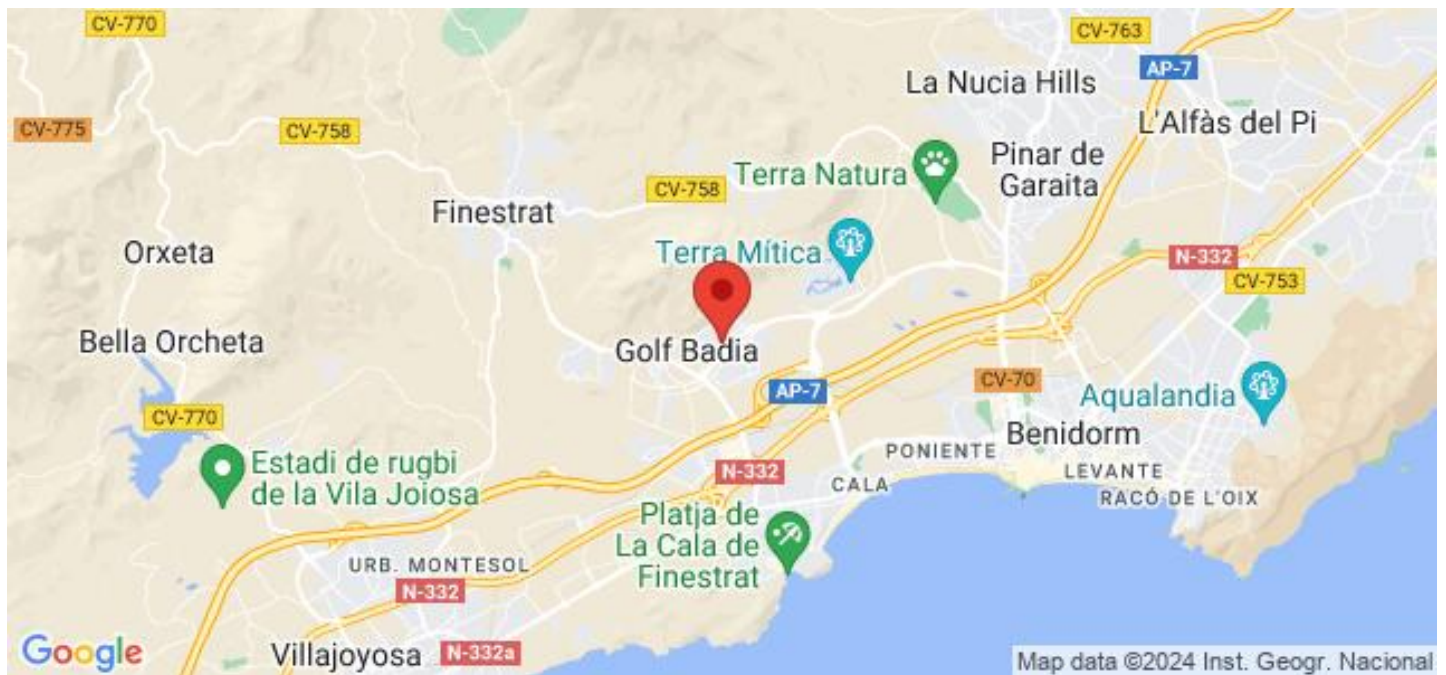 CV-770
CV-763
AP-7
La Nucia Hills
CV-775
CV-758
L'Alfàs del Pi
Pinar de
Garaita
Terra Natura
CV-758
Finestrat
Orxeta
Terra Mítica
N-332
CV-753
Bella Orcheta
Golf Badia
AP-7
CV-70
Aqualandia
CV-770
Benidorm
PONIENTE
LEVANTE
Estadi de rugbi
de la Vila Joiosa
N-332
CALA
RACÓ DE L'OIX
Platja de
La Cala de
Finestrat
URB. MONTESOL
N-332
Villajoyosa
N-332a
Google
Map data ©2024 Inst. Geogr. Nacional